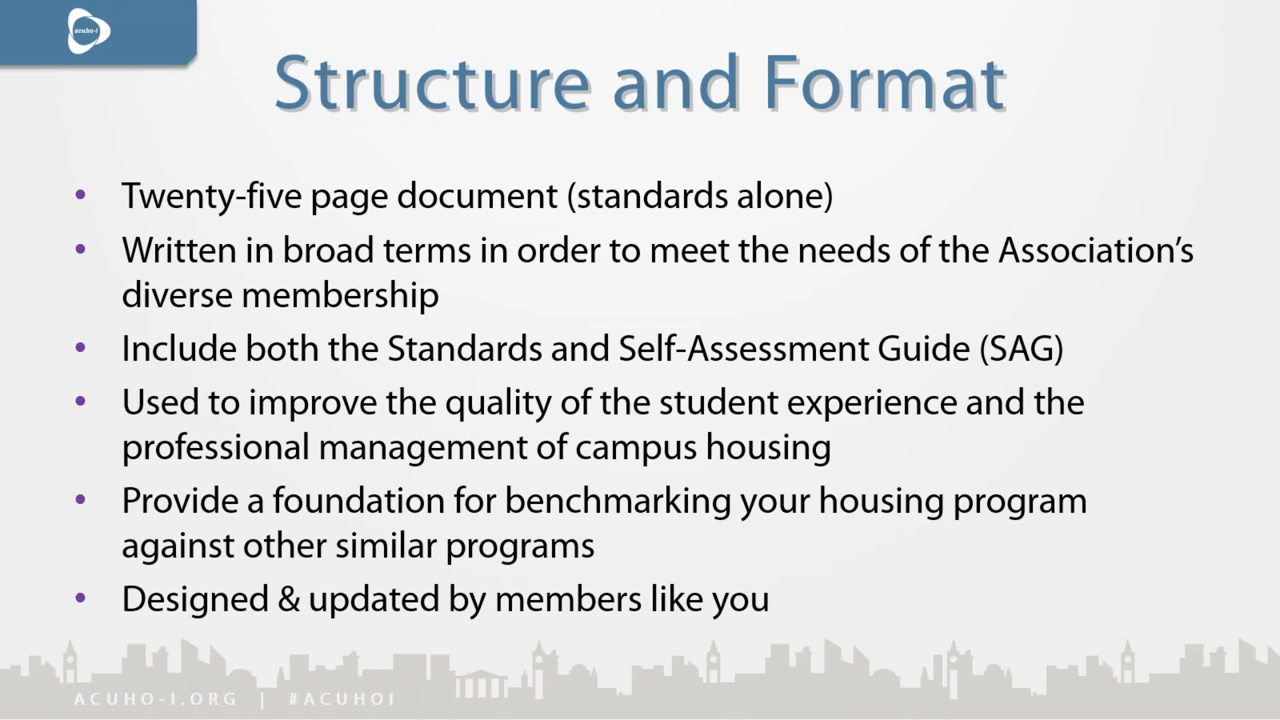 acuho-i
Structure and Format
• Twenty-five page document (standards alone)
• Written in broad terms in order to meet the needs of the Association’s
diverse membership
• Include both the Standards and Self-Assessment Guide (SAG)
• Used to improve the quality of the student experience and the
professional management of campus housing
• Provide a foundation for benchmarking your housing program
against other similar programs
• Designed & updated by members like you
ACUHO-I.ORG | #ACUHOI